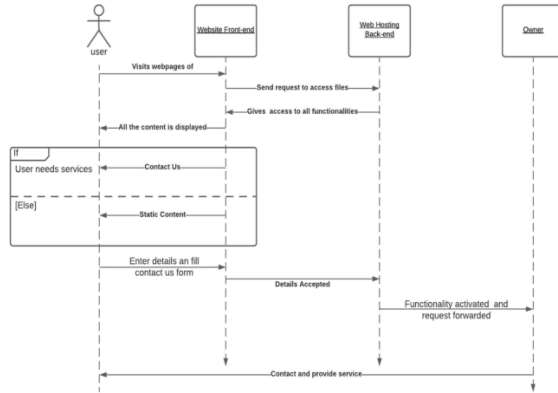 Website Front-end
Web Hosting
Back-end
Owner
user
Visits webpages of
Send request to access files
Gives access to all functionalities
All the content is displayed
If
User needs services
Contact Us
[Else]
Static Content
Enter details an fill
contact us form
Details Accepted
Functionality activated and
request forwarded
Contact and provide service